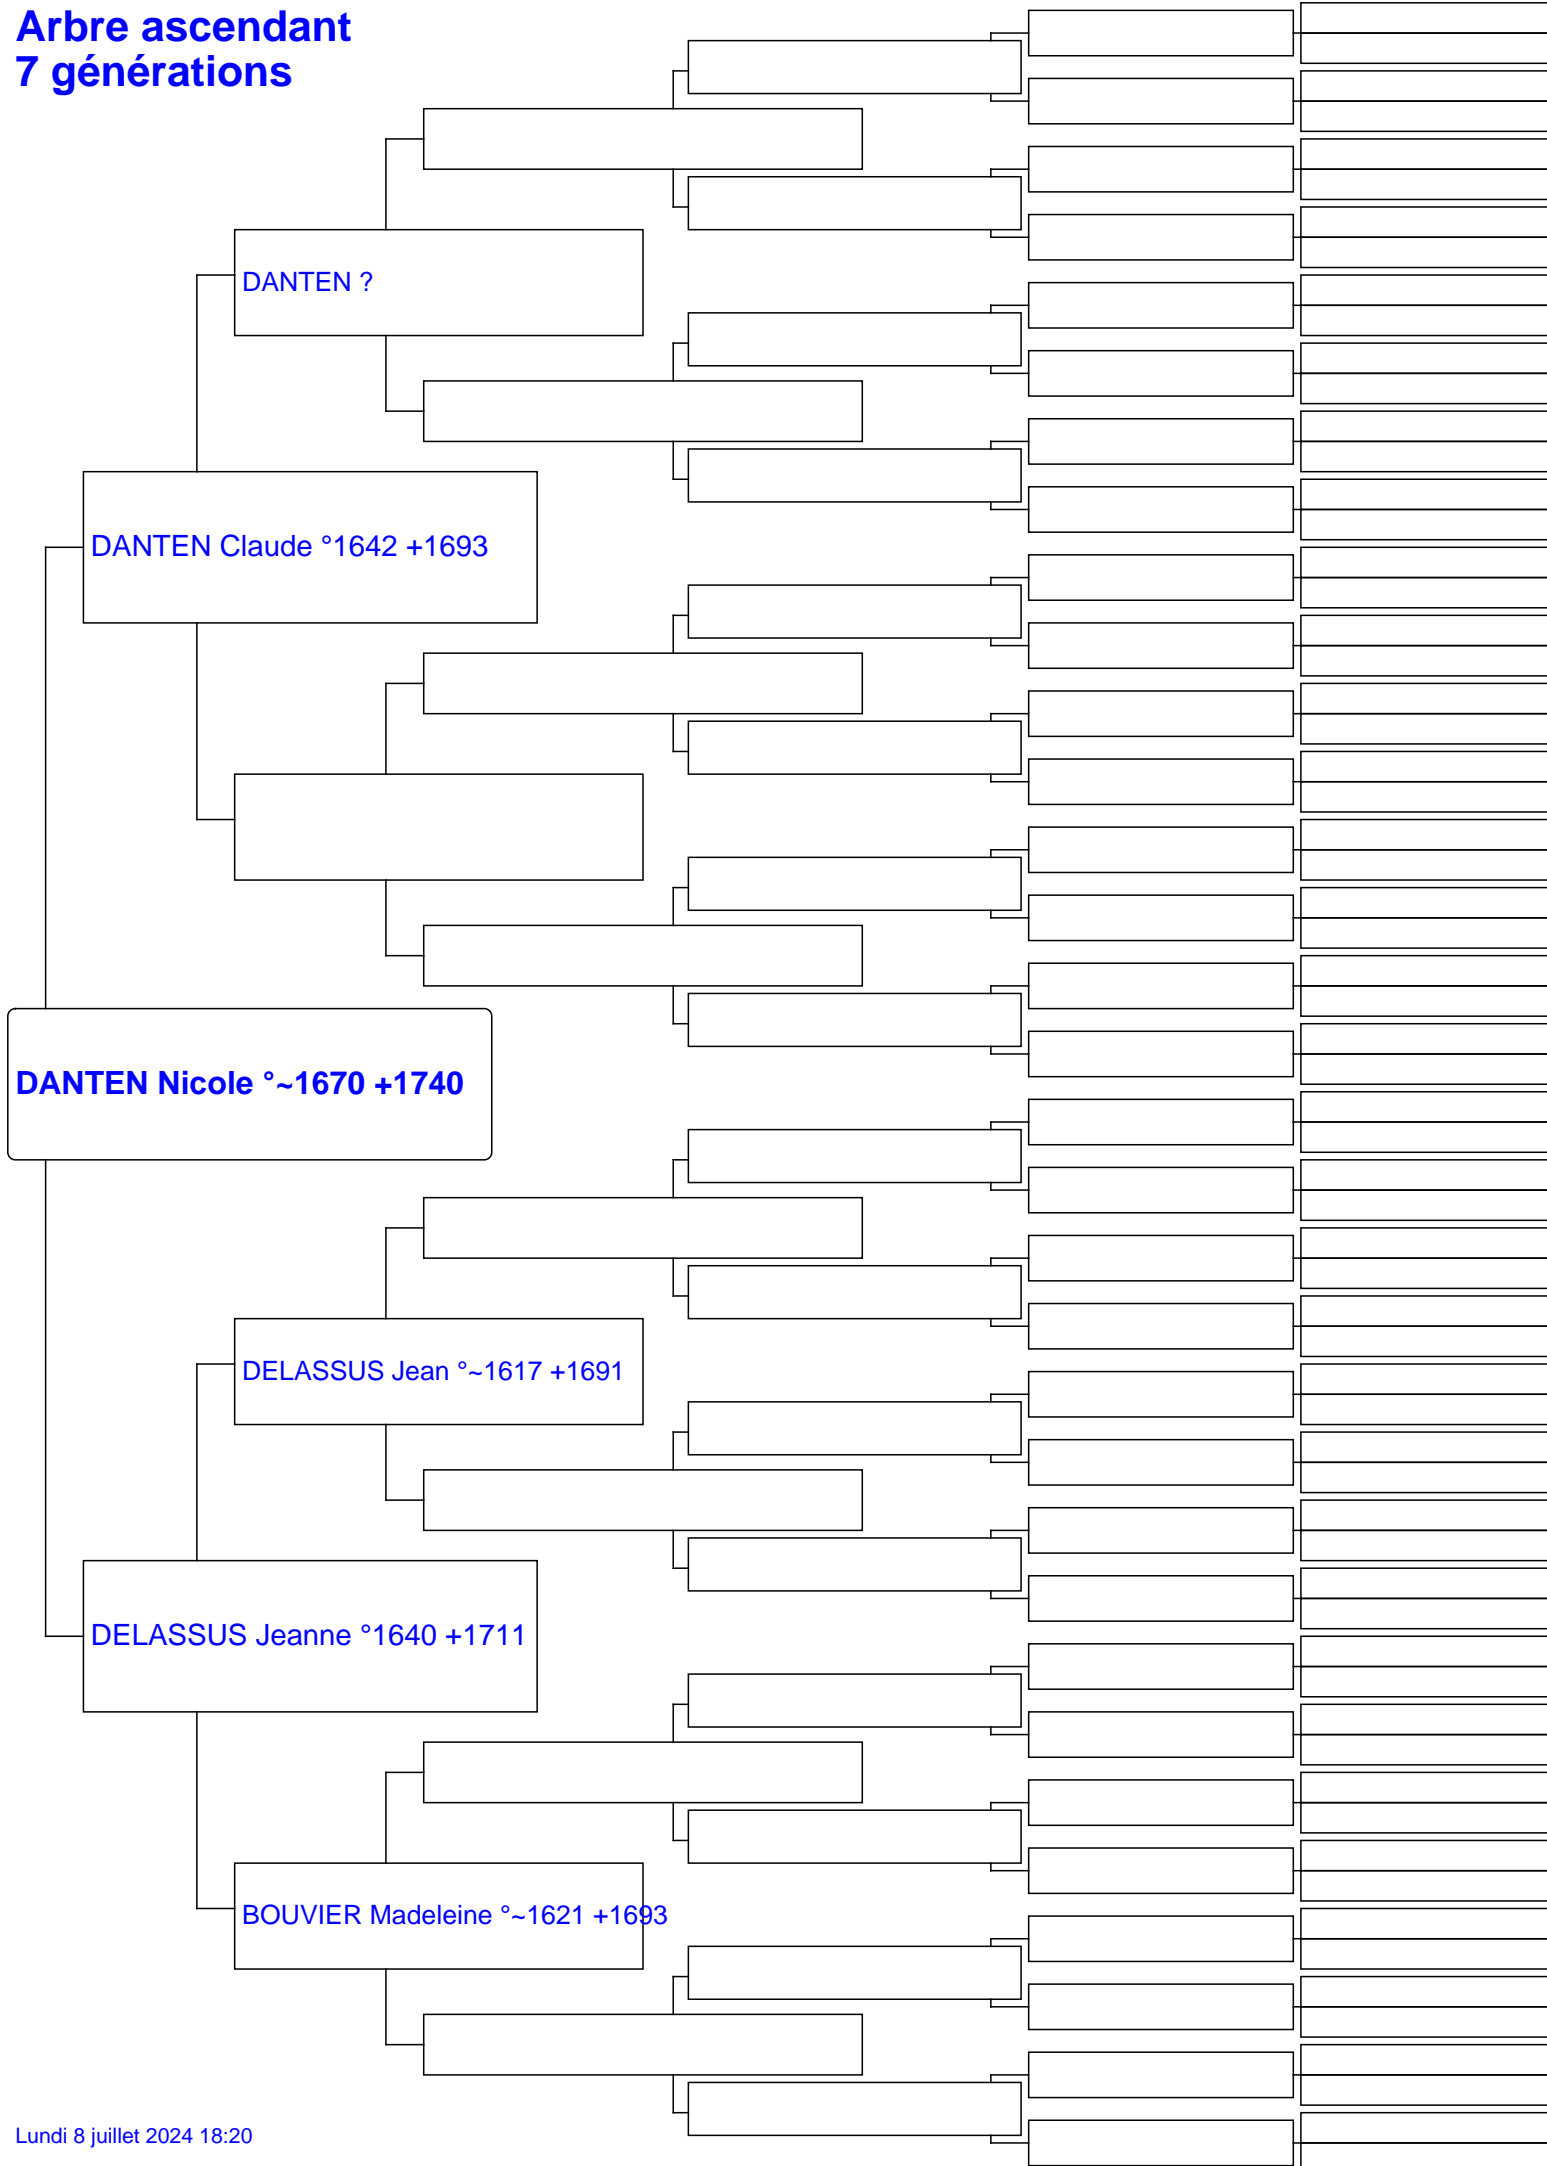 Arbre ascendant
7 générations
DANTEN ?
DANTEN Claude °1642 +1693
DANTEN Nicole °~1670 +1740
DELASSUS Jean °~1617 +1691
DELASSUS Jeanne °1640 +1711
BOUVIER Madeleine °~1621 +1693
Lundi 8 juillet 2024 18:20